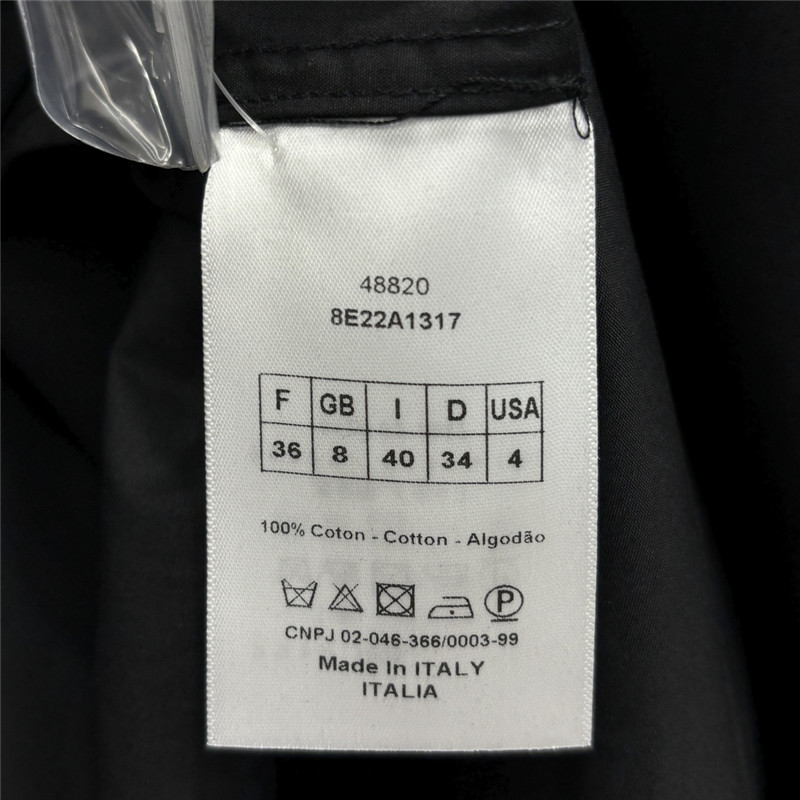 48820
8E22A1317
F GB I D USA
36 8 40 34 4
100% Coton - Cotton - Algodão
P
CNPJ 02-046-366/0003-99
Made In ITALY
ITALIA